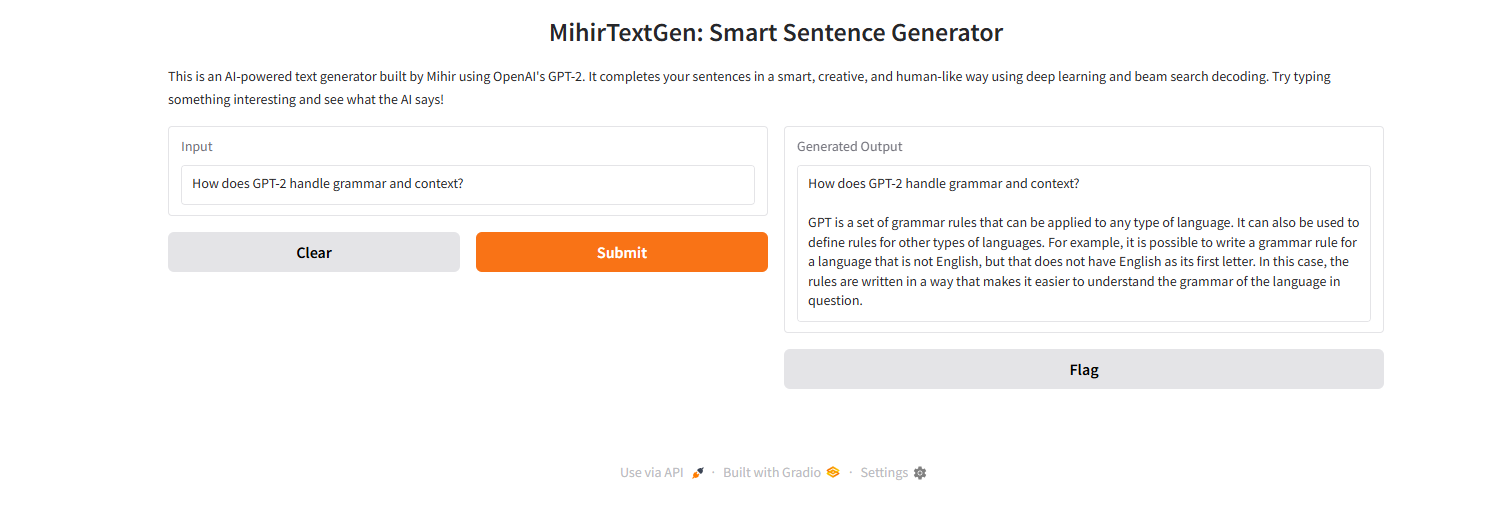 MihirTextGen: Smart Sentence Generator
This is an AI-powered text generator built by Mihir using OpenAI's GPT-2. It completes your sentences in a smart, creative, and human-like way using deep learning and beam search decoding. Try typing
something interesting and see what the AI says!
Input
How does GPT-2 handle grammar and context?
Clear
Submit
Generated Output
How does GPT-2 handle grammar and context?
GPT is a set of grammar rules that can be applied to any type of language. It can also be used to
define rules for other types of languages. For example, it is possible to write a grammar rule for
a language that is not English, but that does not have English as its first letter. In this case, the
rules are written in a way that makes it easier to understand the grammar of the language in
question.
Flag
Use via API · Built with Gradio · Settings